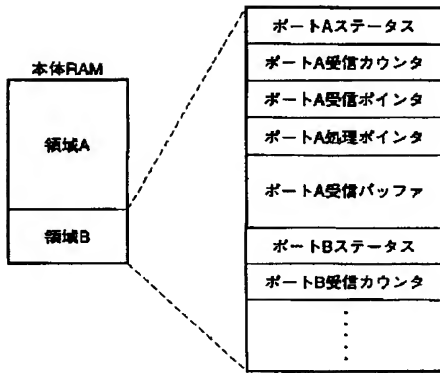 本体RAM
領域A
領域B
ポートAステータス
ポートA受信カウンタ
ポートA受信ポインタ
ポートA処理ポインタ
ポートA受信バッファ
ポートBステータス
ポートB受信カウンタ